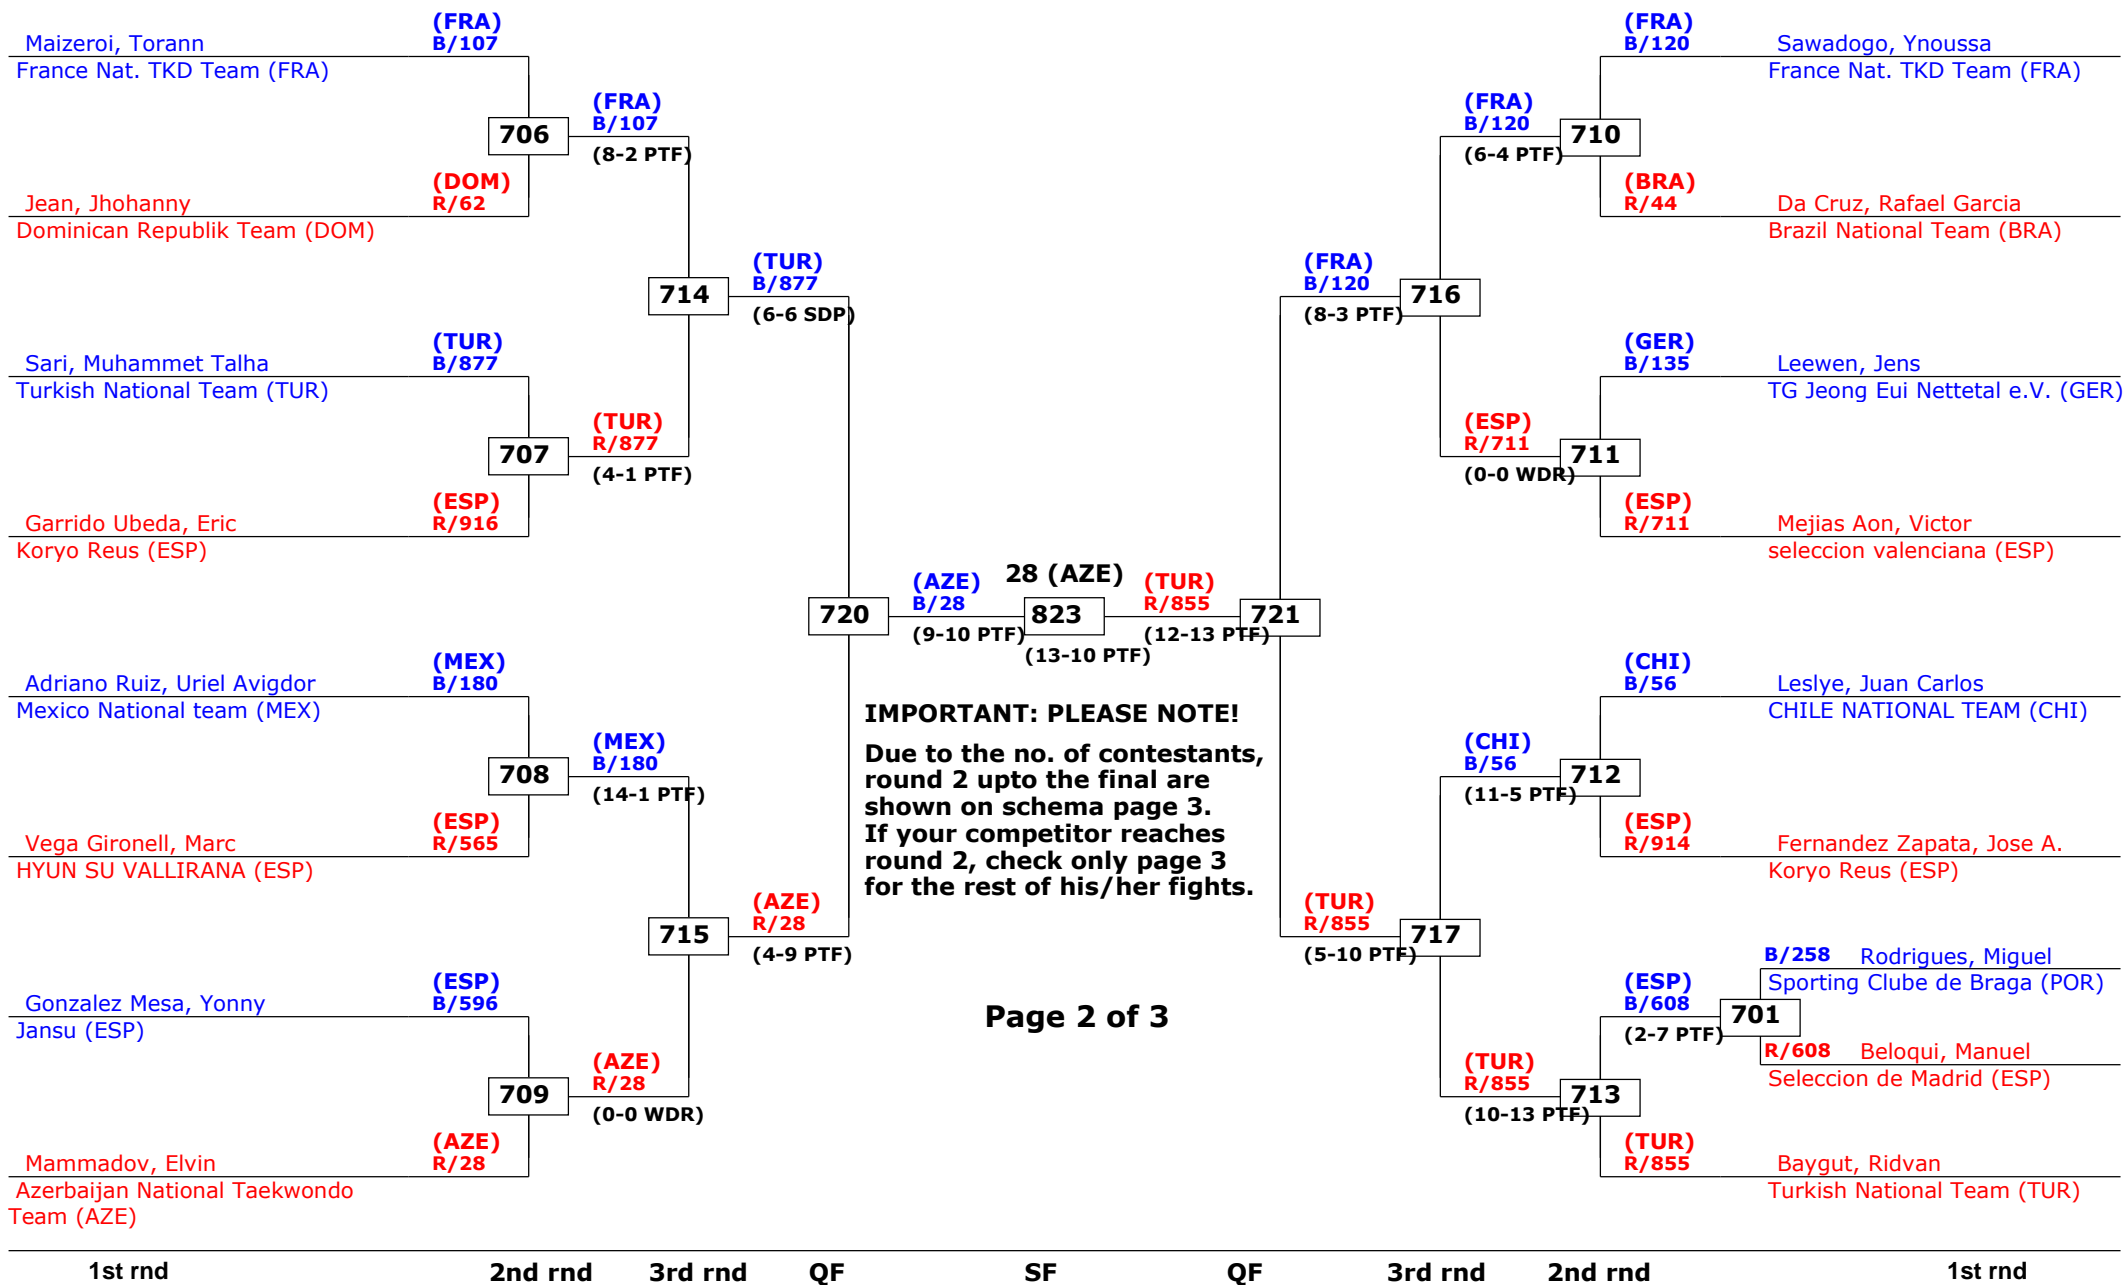 (FRA)
Maizeroi, Torann B/107
France Nat. TKD Team (FRA)
(FRA)
B/107
706
(8-2 PTF)
(DOM)
Jean, Jhohanny R/62
Dominican Republik Team (DOM)
(TUR)
B/877
714
(6-6 SDP)
(TUR)
Sari, Muhammet Talha B/877
Turkish National Team (TUR)
(TUR)
R/877
707
(4-1 PTF)
(ESP)
Garrido Ubeda, Eric R/916
Koryo Reus (ESP)
(AZE)
B/28
720
(9-10 PTF)
(MEX)
Adriano Ruiz, Uriel Avigdor B/180
Mexico National team (MEX)
(MEX)
B/180
708
(14-1 PTF)
(ESP)
Vega Gironell, Marc R/565
HYUN SU VALLIRANA (ESP)
(AZE)
R/28
715
(4-9 PTF)
(ESP)
Gonzalez Mesa, Yonny B/596
Jansu (ESP)
(AZE)
R/28
709
(0-0 WDR)
(AZE)
Mammadov, Elvin R/28
Azerbaijan National Taekwondo
Team (AZE)
28 (AZE)
823
(13-10 PTF)
IMPORTANT: PLEASE NOTE!
Due to the no. of contestants,
round 2 upto the final are
shown on schema page 3.
If your competitor reaches
round 2, check only page 3
for the rest of his/her fights.
Page 2 of 3
(FRA)
B/120 Sawadogo, Ynoussa
France Nat. TKD Team (FRA)
(FRA)
B/120
710
(6-4 PTF)
(BRA)
R/44 Da Cruz, Rafael Garcia
Brazil National Team (BRA)
(FRA)
B/120
716
(8-3 PTF)
(GER)
B/135 Leewen, Jens
TG Jeong Eui Nettetal e.V. (GER)
(ESP)
R/711
711
(0-0 WDR)
(ESP)
R/711 Mejias Aon, Victor
seleccion valenciana (ESP)
(TUR)
R/855
721
(12-13 PTF)
(CHI)
B/56 Leslye, Juan Carlos
CHILE NATIONAL TEAM (CHI)
(CHI)
B/56
712
(11-5 PTF)
(ESP)
R/914 Fernandez Zapata, Jose A.
Koryo Reus (ESP)
(TUR)
R/855
717
(5-10 PTF)
B/258 Rodrigues, Miguel
Sporting Clube de Braga (POR)
(ESP)
B/608
701
(2-7 PTF)
R/608 Beloqui, Manuel
Seleccion de Madrid (ESP)
(TUR)
R/855
713
(10-13 PTF)
(TUR)
R/855 Baygut, Ridvan
Turkish National Team (TUR)
1st rnd 2nd rnd 3rd rnd QF SF QF 3rd rnd 2nd rnd 1st rnd